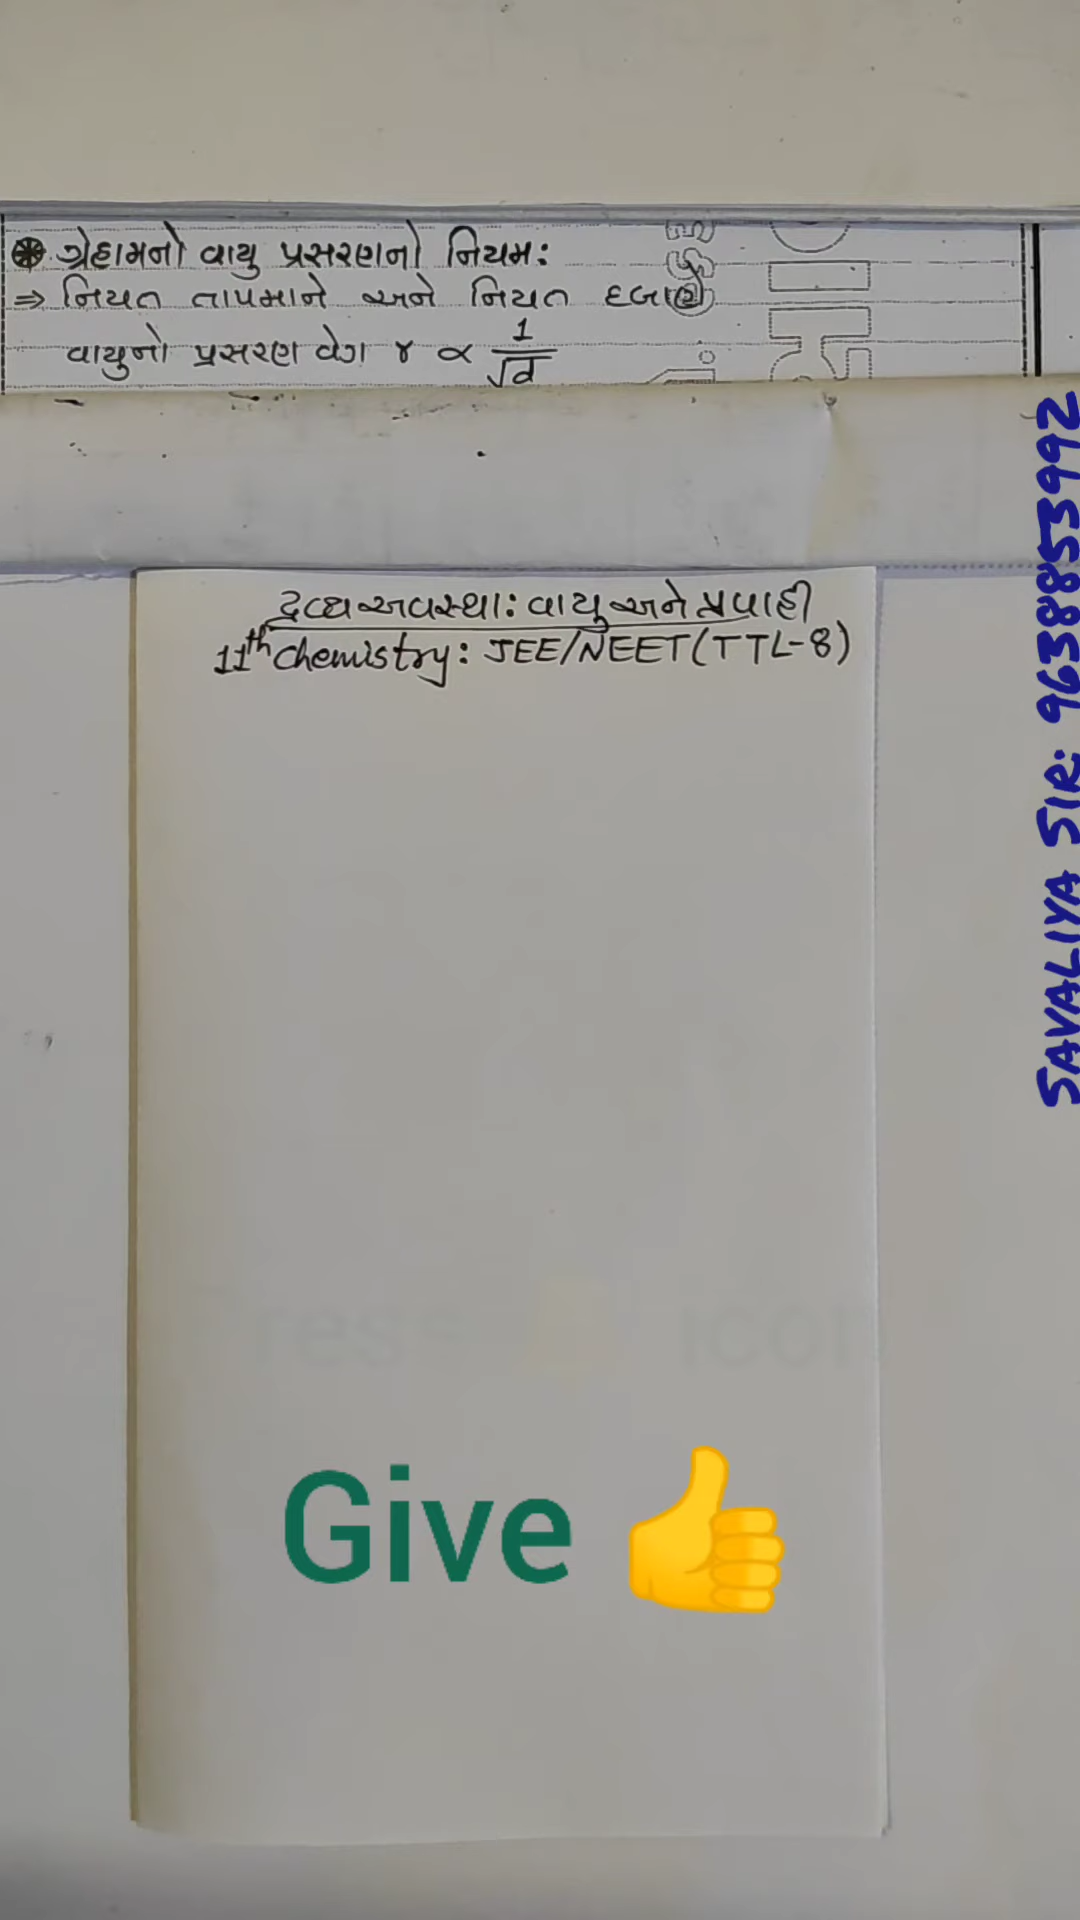 ગ્રેહામનો વાયુ પ્રસરણનો નિયમ:
⇒ નિયત તાપમાને અને નિયત દબાણે
વાયુનો પ્રસરણ વેગ r ∝ 1/√d
દ્રવ્ય અવસ્થા: વાયુ અને પ્રવાહી
11th Chemistry: JEE/NEET(TTL-8)
SAVALIYA SIR: 9638853992
Give 👍